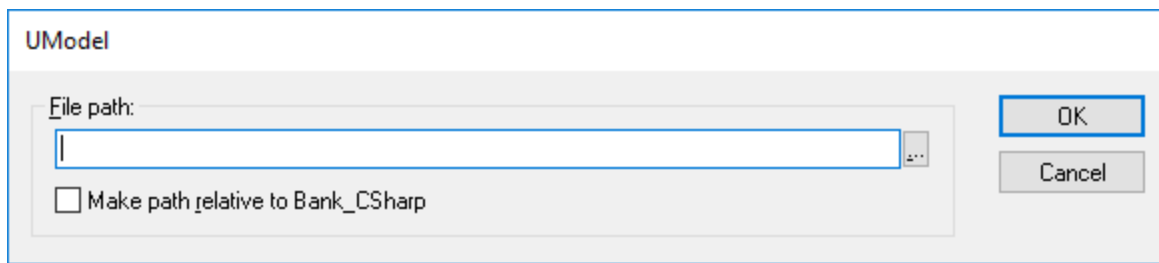 UModel
File path:
OK
...
Cancel
Make path relative to Bank_CSharp